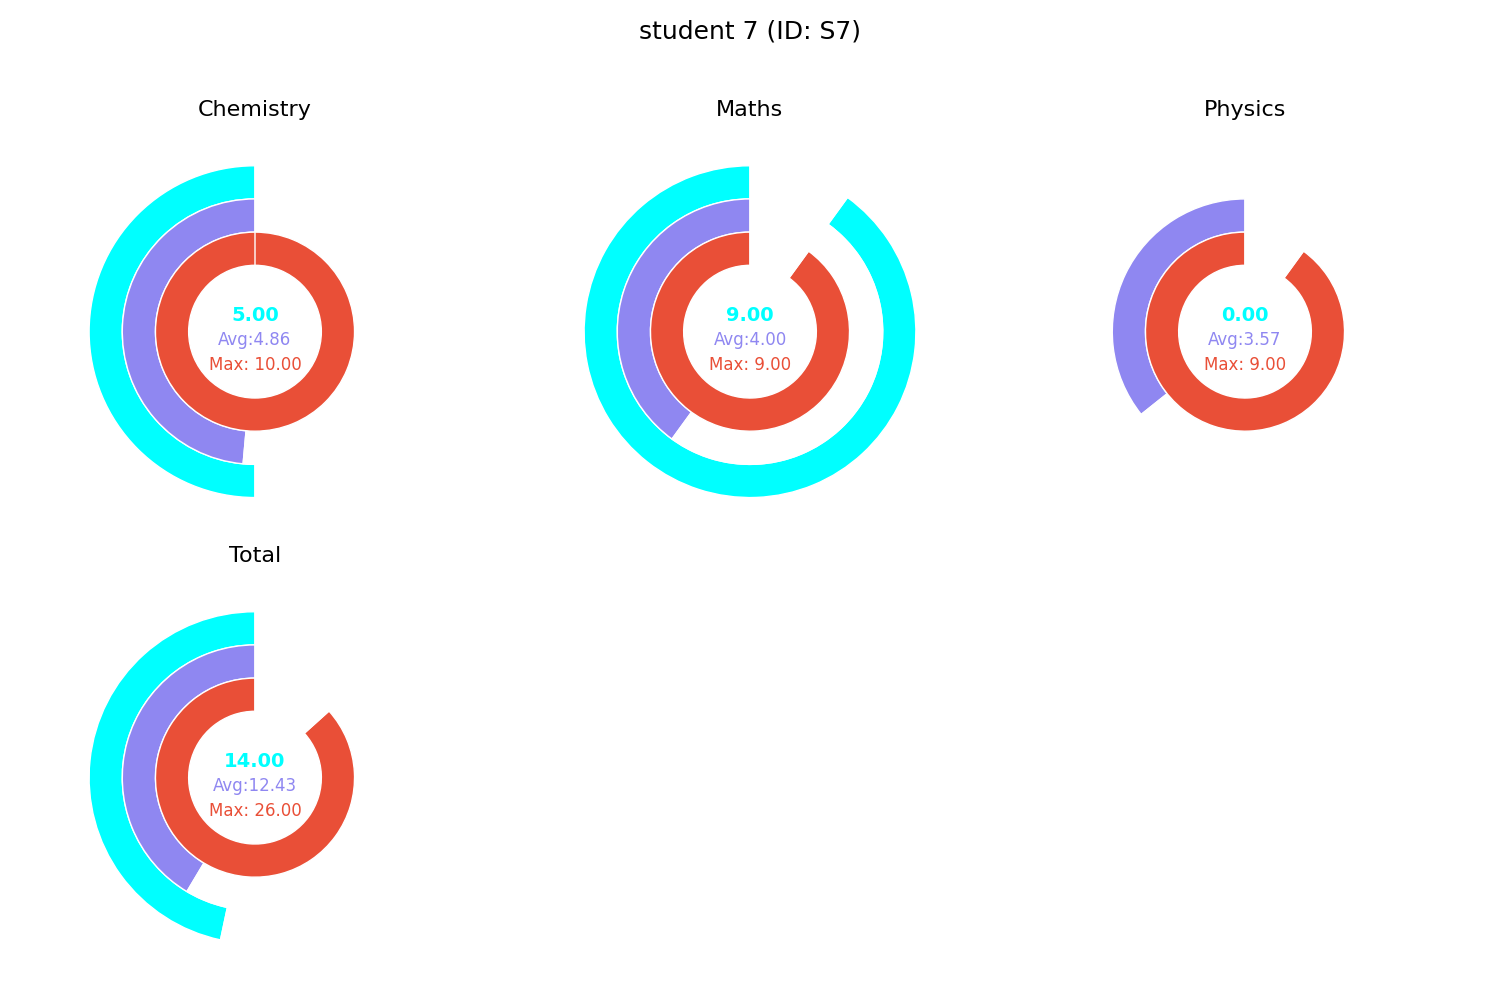 student 7 (ID: S7)
Chemistry
5.00
Avg:4.86
Max: 10.00
Maths
9.00
Avg:4.00
Max: 9.00
Physics
0.00
Avg:3.57
Max: 9.00
Total
14.00
Avg:12.43
Max: 26.00